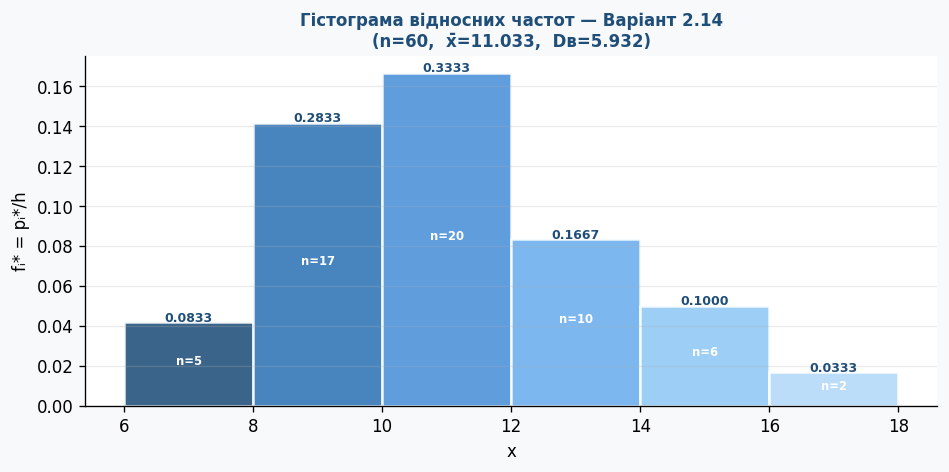 Гістограма відносних частот — Варіант 2.14
(n=60,  x̄=11.033,  Dв=5.932)
0.3333
0.16
0.2833
0.14
0.12
0.10
0.1667
0.08
0.06
0.1000
0.0833
0.04
0.0333
0.02
0.00
n=5
n=17
n=20
n=10
n=6
n=2
fᵢ* = pᵢ*/h
6
8
10
12
14
16
18
x